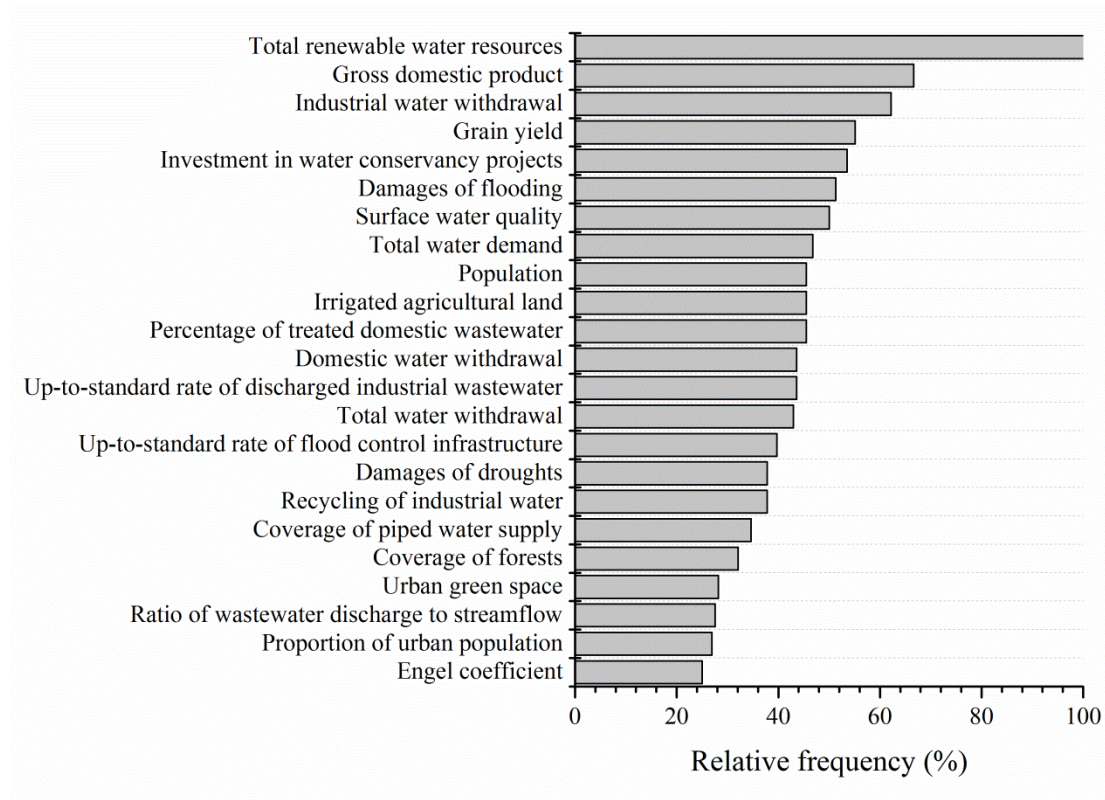 Total renewable water resources
Gross domestic product
Industrial water withdrawal
Grain yield
Investment in water conservancy projects
Damages of flooding
Surface water quality
Total water demand
Population
Irrigated agricultural land
Percentage of treated domestic wastewater
Domestic water withdrawal
Up-to-standard rate of discharged industrial wastewater
Total water withdrawal
Up-to-standard rate of flood control infrastructure
Damages of droughts
Recycling of industrial water
Coverage of piped water supply
Coverage of forests
Urban green space
Ratio of wastewater discharge to streamflow
Proportion of urban population
Engel coefficient
0 20 40 60 80 100
Relative frequency (%)